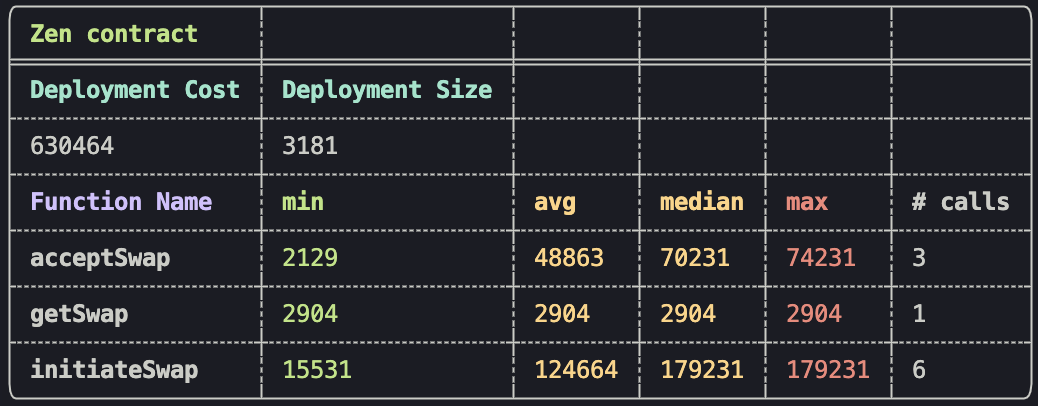 Zen contract
Deployment Cost Deployment Size
630464 3181
Function Name min avg median max # calls
acceptSwap 2129 48863 70231 74231 3
getSwap 2904 2904 2904 2904 1
initiateSwap 15531 124664 179231 179231 6